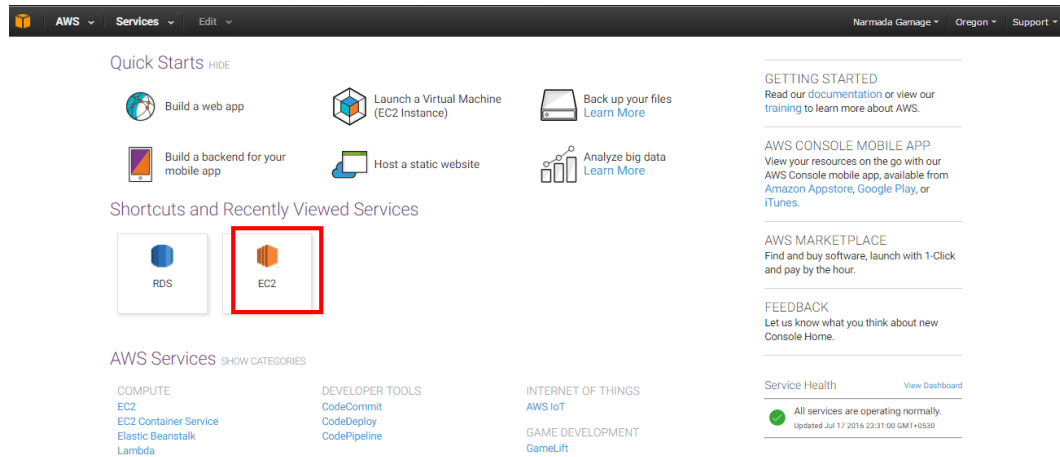 AWS Services Edit Narmada Gamage Oregon Support
Quick Starts HIDE
Build a web app
Launch a Virtual Machine
(EC2 Instance)
Back up your files
Learn More
Build a backend for your
mobile app
Host a static website
Analyze big data
Learn More
Shortcuts and Recently Viewed Services
RDS
EC2
AWS Services SHOW CATEGORIES
COMPUTE
EC2
EC2 Container Service
Elastic Beanstalk
Lambda
DEVELOPER TOOLS
CodeCommit
CodeDeploy
CodePipeline
INTERNET OF THINGS
AWS IoT
GAME DEVELOPMENT
GameLift
GETTING STARTED
Read our documentation or view our
training to learn more about AWS.
AWS CONSOLE MOBILE APP
View your resources on the go with our
AWS Console mobile app, available from
Amazon Appstore, Google Play, or
iTunes.
AWS MARKETPLACE
Find and buy software, launch with 1-Click
and pay by the hour.
FEEDBACK
Let us know what you think about new
Console Home.
Service Health View Dashboard
All services are operating normally.
Updated Jul 17 2016 23:31:00 GMT+0530